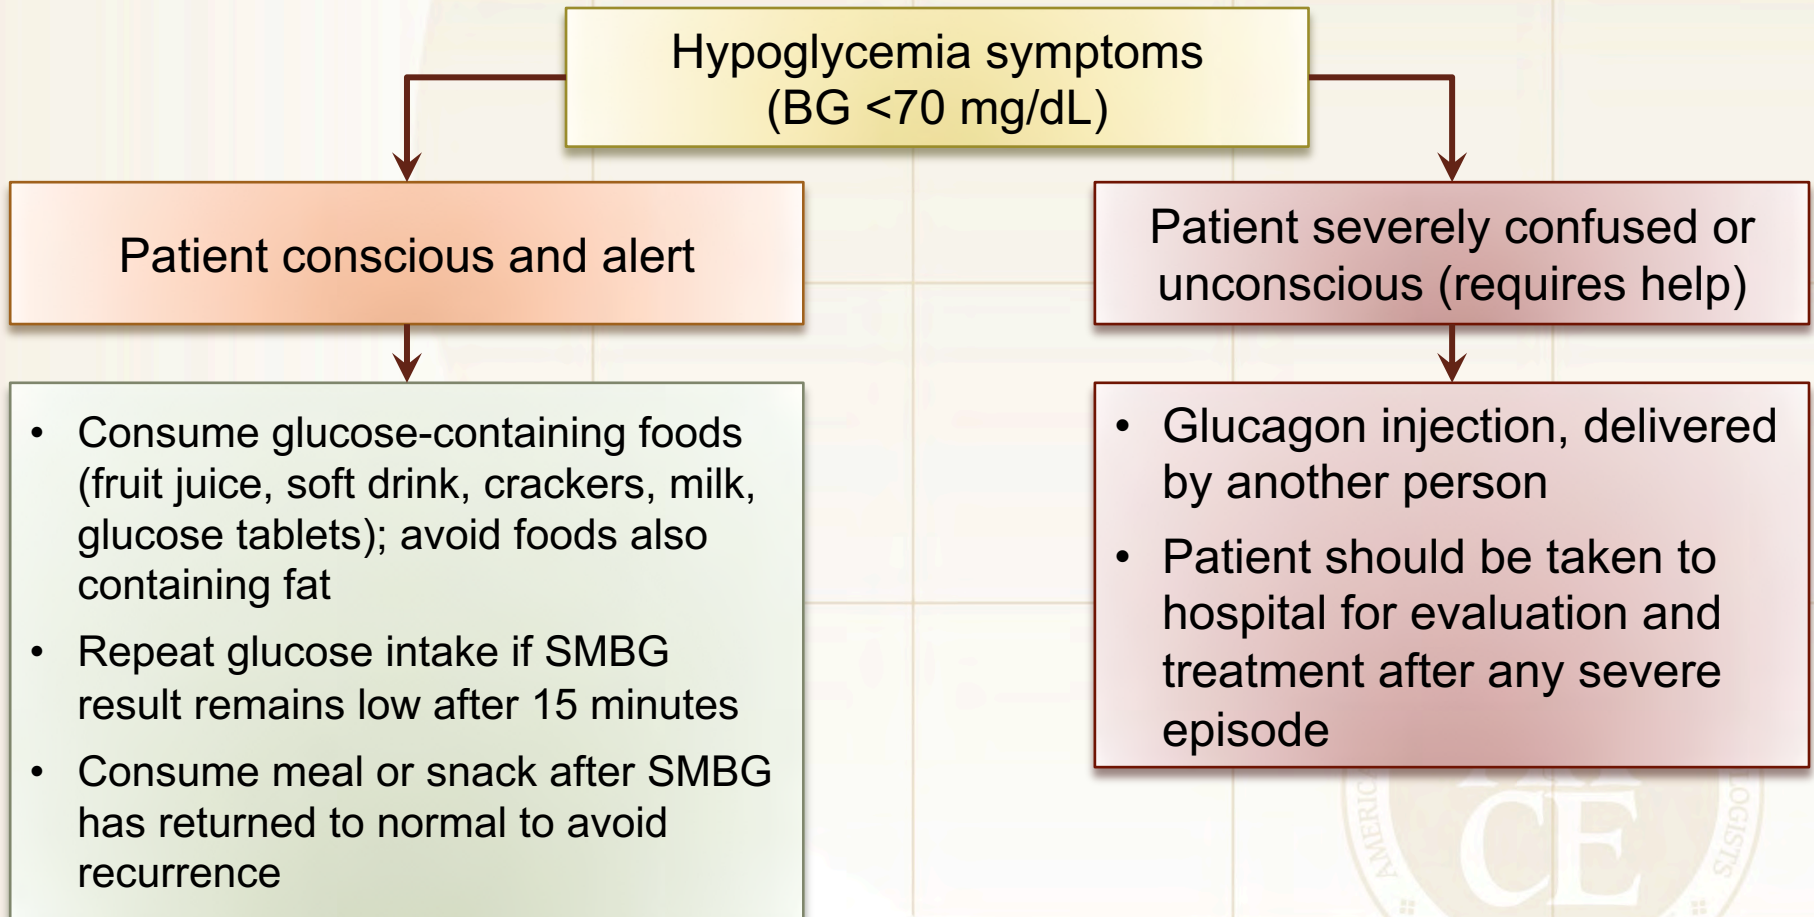 Hypoglycemia symptoms
(BG <70 mg/dL)
Patient conscious and alert
Patient severely confused or
unconscious (requires help)
• Consume glucose-containing foods
(fruit juice, soft drink, crackers, milk,
glucose tablets); avoid foods also
containing fat
• Repeat glucose intake if SMBG
result remains low after 15 minutes
• Consume meal or snack after SMBG
has returned to normal to avoid
recurrence
• Glucagon injection, delivered
by another person
• Patient should be taken to
hospital for evaluation and
treatment after any severe
episode
CE